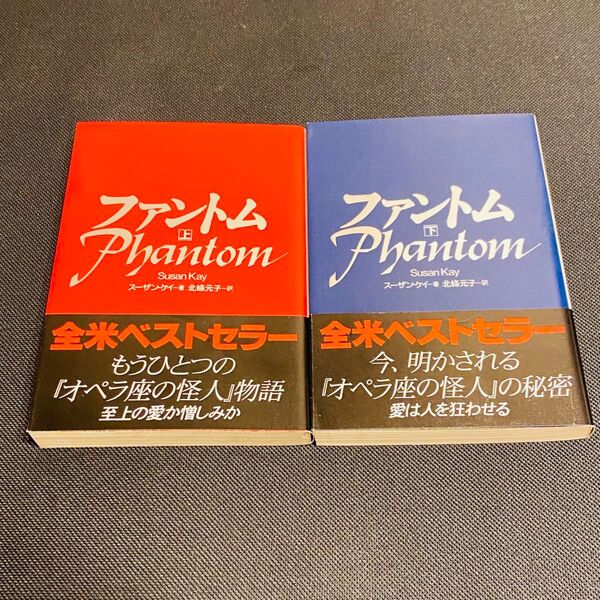 ファントム
上
Phantom
Susan Kay
スーザン・ケイ─著 北條元子─訳
全米ベストセラー
もうひとつの
『オペラ座の怪人』物語
至上の愛か憎しみか
ファントム
下
Phantom
Susan Kay
スーザン・ケイ─著 北條元子─訳
全米ベストセラー
今、明かされる
『オペラ座の怪人』の秘密
愛は人を狂わせる